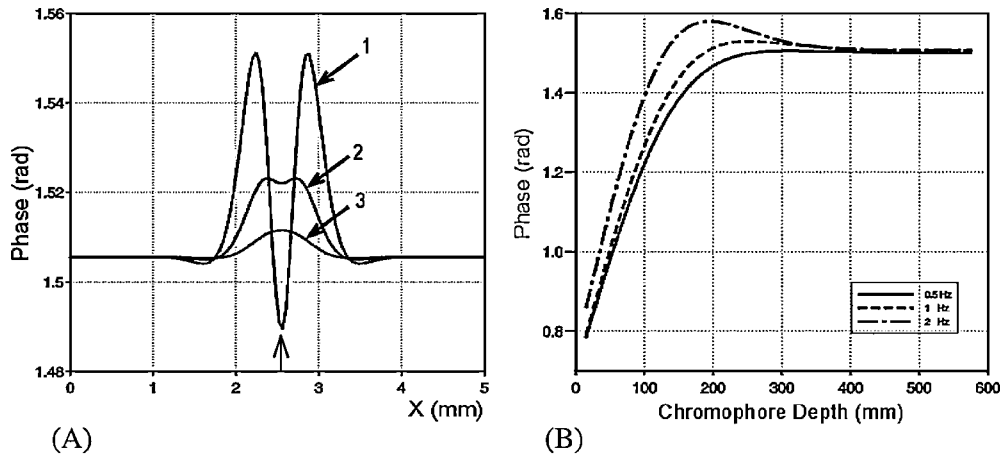 1.56
1.54
1.52
1.5
1.48
Phase (rad)
1
2
3
0 1 2 3 4 5
X (mm)
(A)
1.6
1.4
1.2
1.0
0.8
Phase (rad)
0.5 Hz
1 Hz
2 Hz
0 100 200 300 400 500 600
Chromophore Depth (mm)
(B)